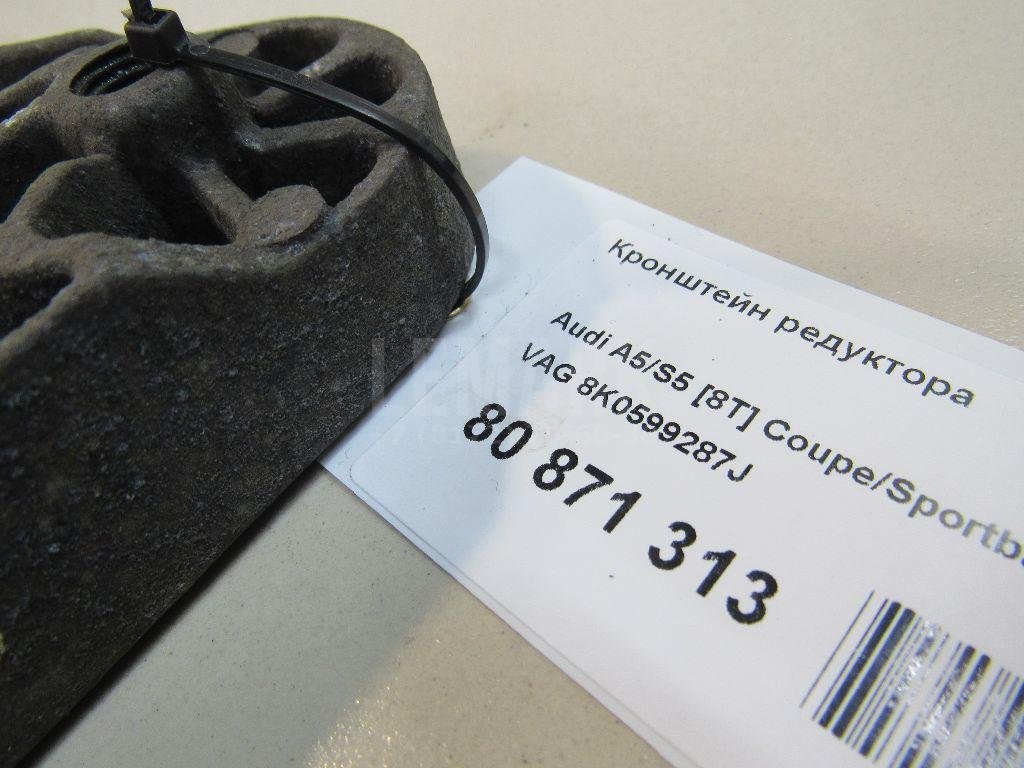 Кронштейн редуктора
Audi A5/S5 [8T] Coupe/Sportb
VAG 8K0599287J
80 871 313